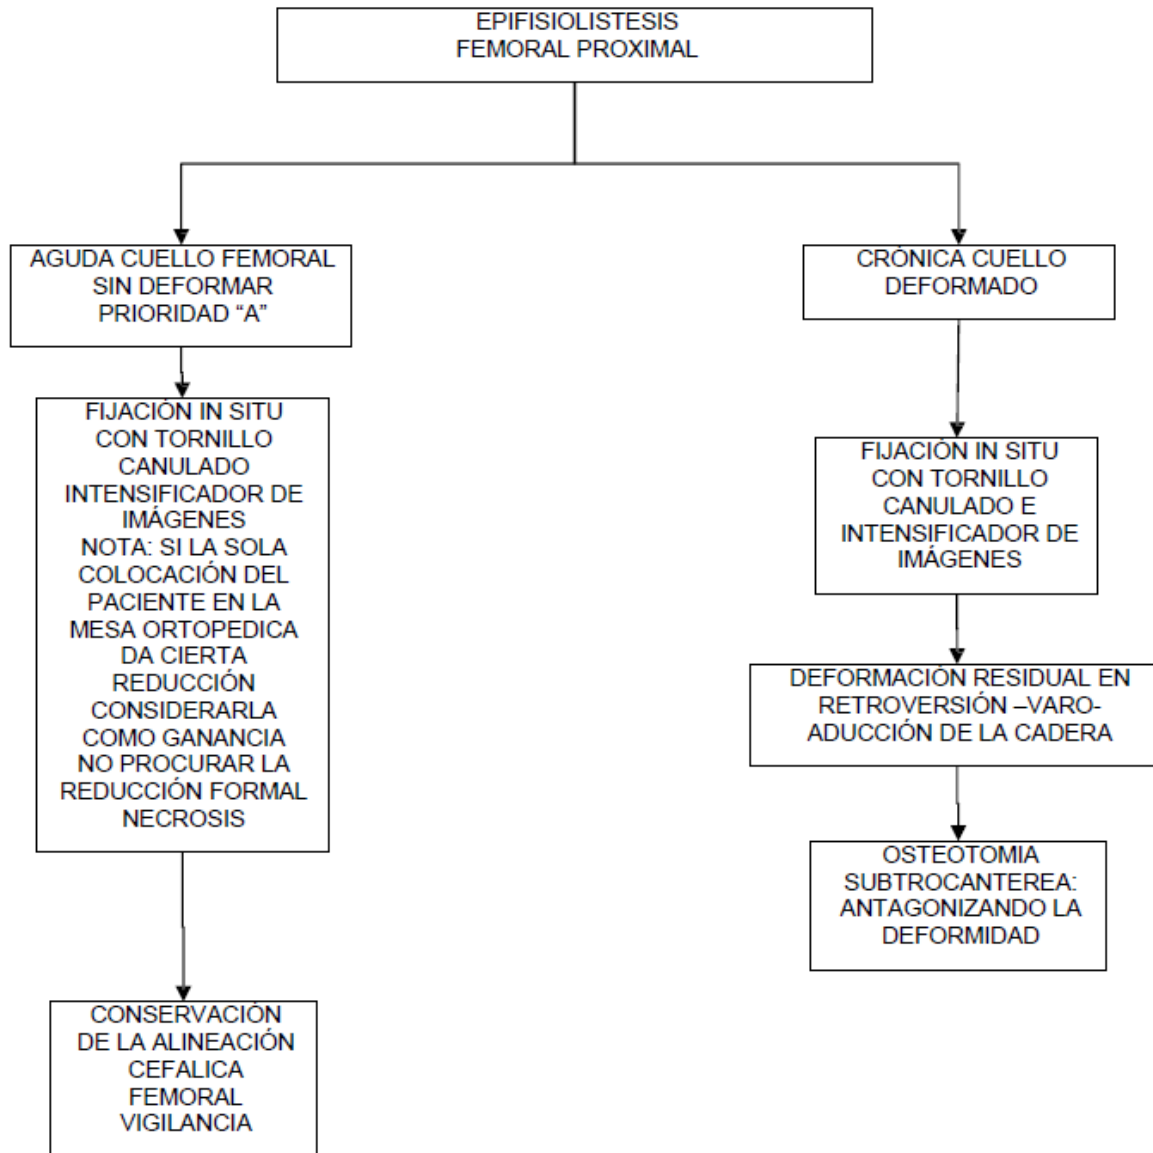 EPIFISIOLISTESIS
FEMORAL PROXIMAL
AGUDA CUELLO FEMORAL
SIN DEFORMAR
PRIORIDAD “A”
FIJACIÓN IN SITU
CON TORNILLO
CANULADO
INTENSIFICADOR DE
IMÁGENES
NOTA: SI LA SOLA
COLOCACIÓN DEL
PACIENTE EN LA
MESA ORTOPEDICA
DA CIERTA
REDUCCIÓN
CONSIDERARLA
COMO GANANCIA
NO PROCURAR LA
REDUCCIÓN FORMAL
NECROSIS
CONSERVACIÓN
DE LA ALINEACIÓN
CEFALICA
FEMORAL
VIGILANCIA
CRÓNICA CUELLO
DEFORMADO
FIJACIÓN IN SITU
CON TORNILLO
CANULADO E
INTENSIFICADOR DE
IMÁGENES
DEFORMACIÓN RESIDUAL EN
RETROVERSIÓN –VARO-
ADUCCIÓN DE LA CADERA
OSTEOTOMIA
SUBTROCANTEREA:
ANTAGONIZANDO LA
DEFORMIDAD